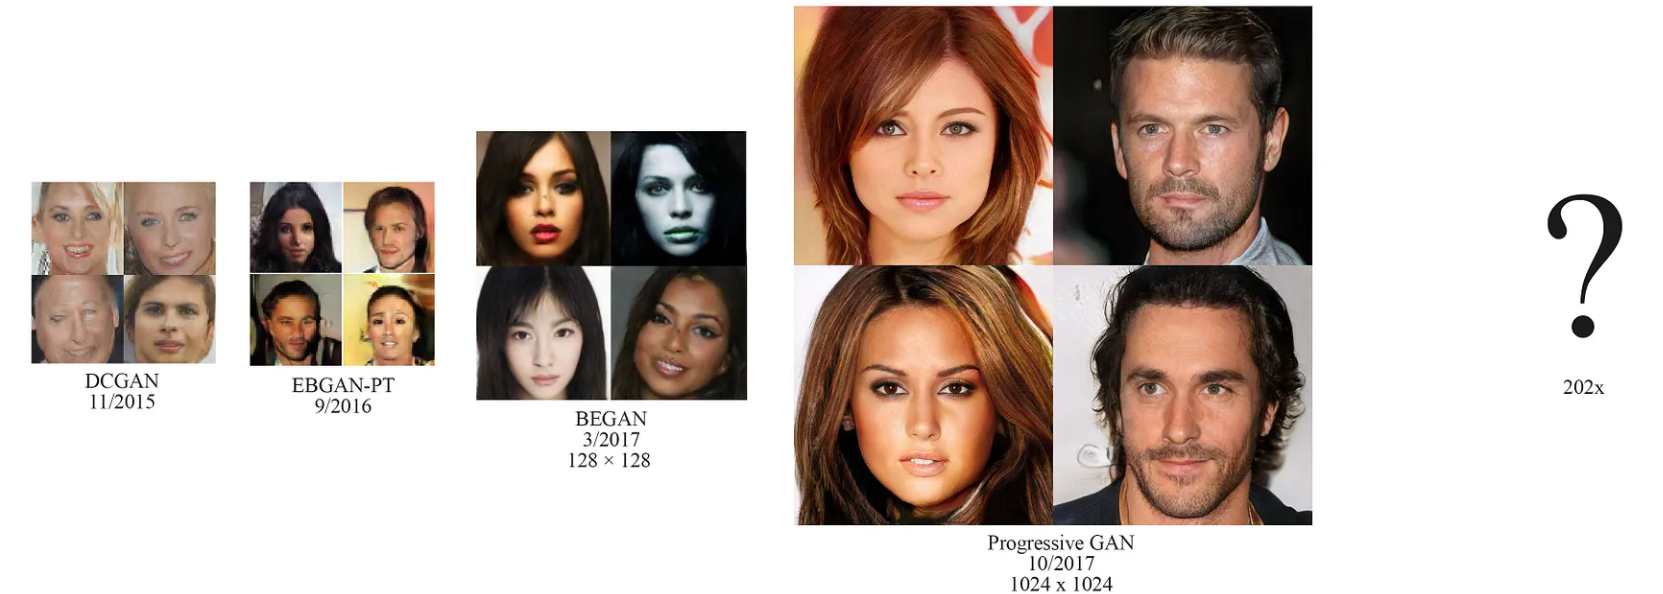 DCGAN
11/2015
EBGAN-PT
9/2016
BEGAN
3/2017
128 × 128
Progressive GAN
10/2017
1024 x 1024
?
202x